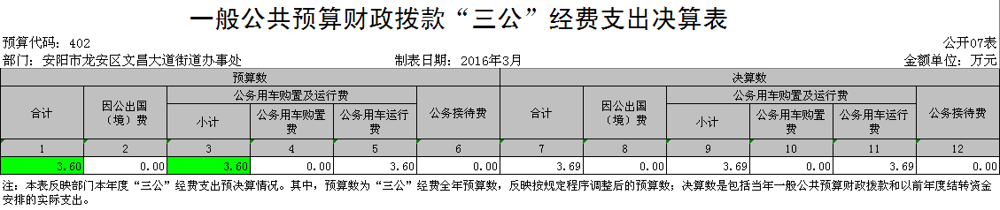 一般公共预算财政拨款“三公”经费支出决算表
预算代码：402
公开07表
部门：安阳市龙安区文昌大道街道办事处 制表日期：2016年3月 金额单位：万元
预算数 决算数
合计 因公出国（境）费 公务用车购置及运行费 公务接待费 合计 因公出国（境）费 公务用车购置及运行费 公务接待费
小计 公务用车购置费 公务用车运行费 小计 公务用车购置费 公务用车运行费
1 2 3 4 5 6 7 8 9 10 11 12
3.60 0.00 3.60 0.00 3.60 0.00 3.69 0.00 3.69 0.00 3.69 0.00
注：本表反映部门本年度“三公”经费支出预决算情况。其中，预算数为“三公”经费全年预算数，反映按规定程序调整后的预算数；决算数是包括当年一般公共预算财政拨款和以前年度结转资金
安排的实际支出。